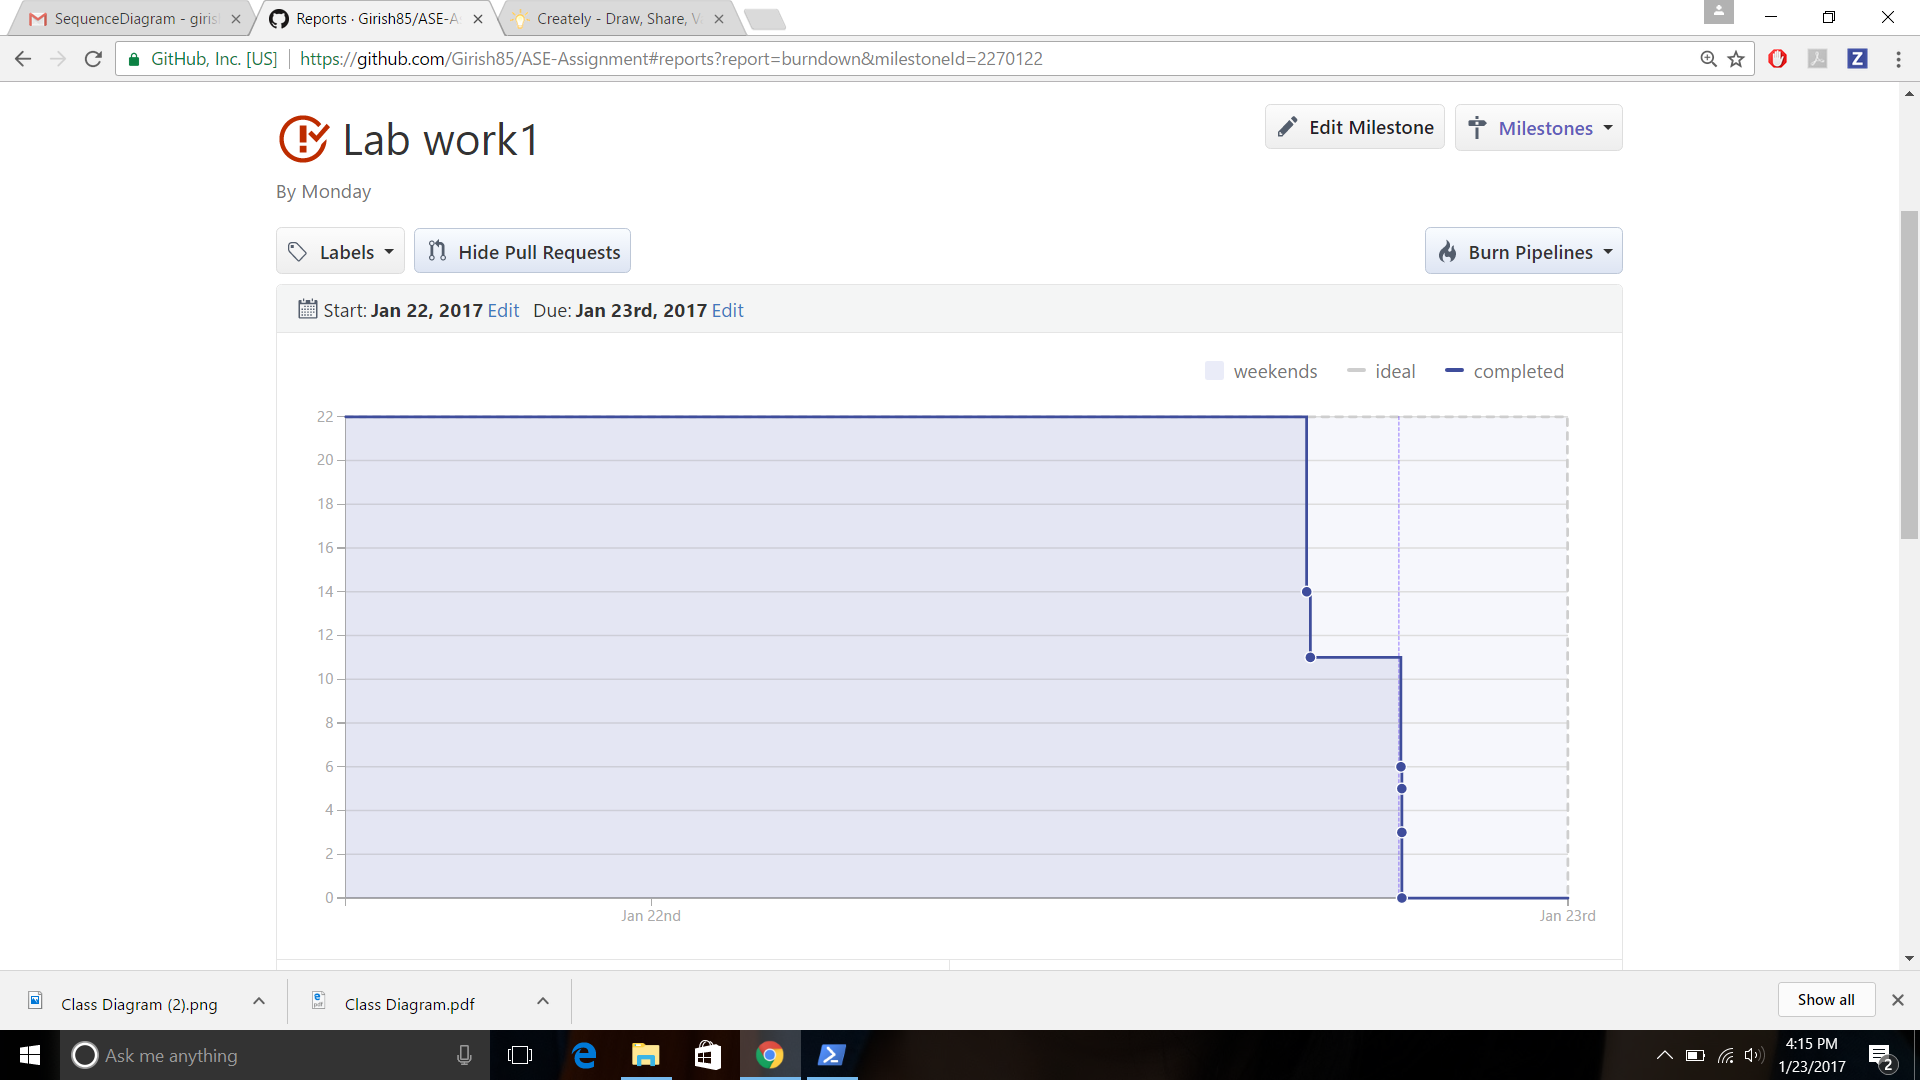 SequenceDiagram - giris
Reports · Girish85/ASE-A
Creately - Draw, Share, V
GitHub, Inc. [US]
https://github.com/Girish85/ASE-Assignment#reports?report=burndown&milestoneId=2270122
Z
Lab work1
Edit Milestone
Milestones
By Monday
Labels
Hide Pull Requests
Burn Pipelines
Start: Jan 22, 2017 Edit Due: Jan 23rd, 2017 Edit
weekends
ideal
completed
22
20
18
16
14
12
10
8
6
4
2
0
Jan 22nd
Jan 23rd
Class Diagram (2).png
Class Diagram.pdf
Show all
Ask me anything
4:15 PM
1/23/2017
2